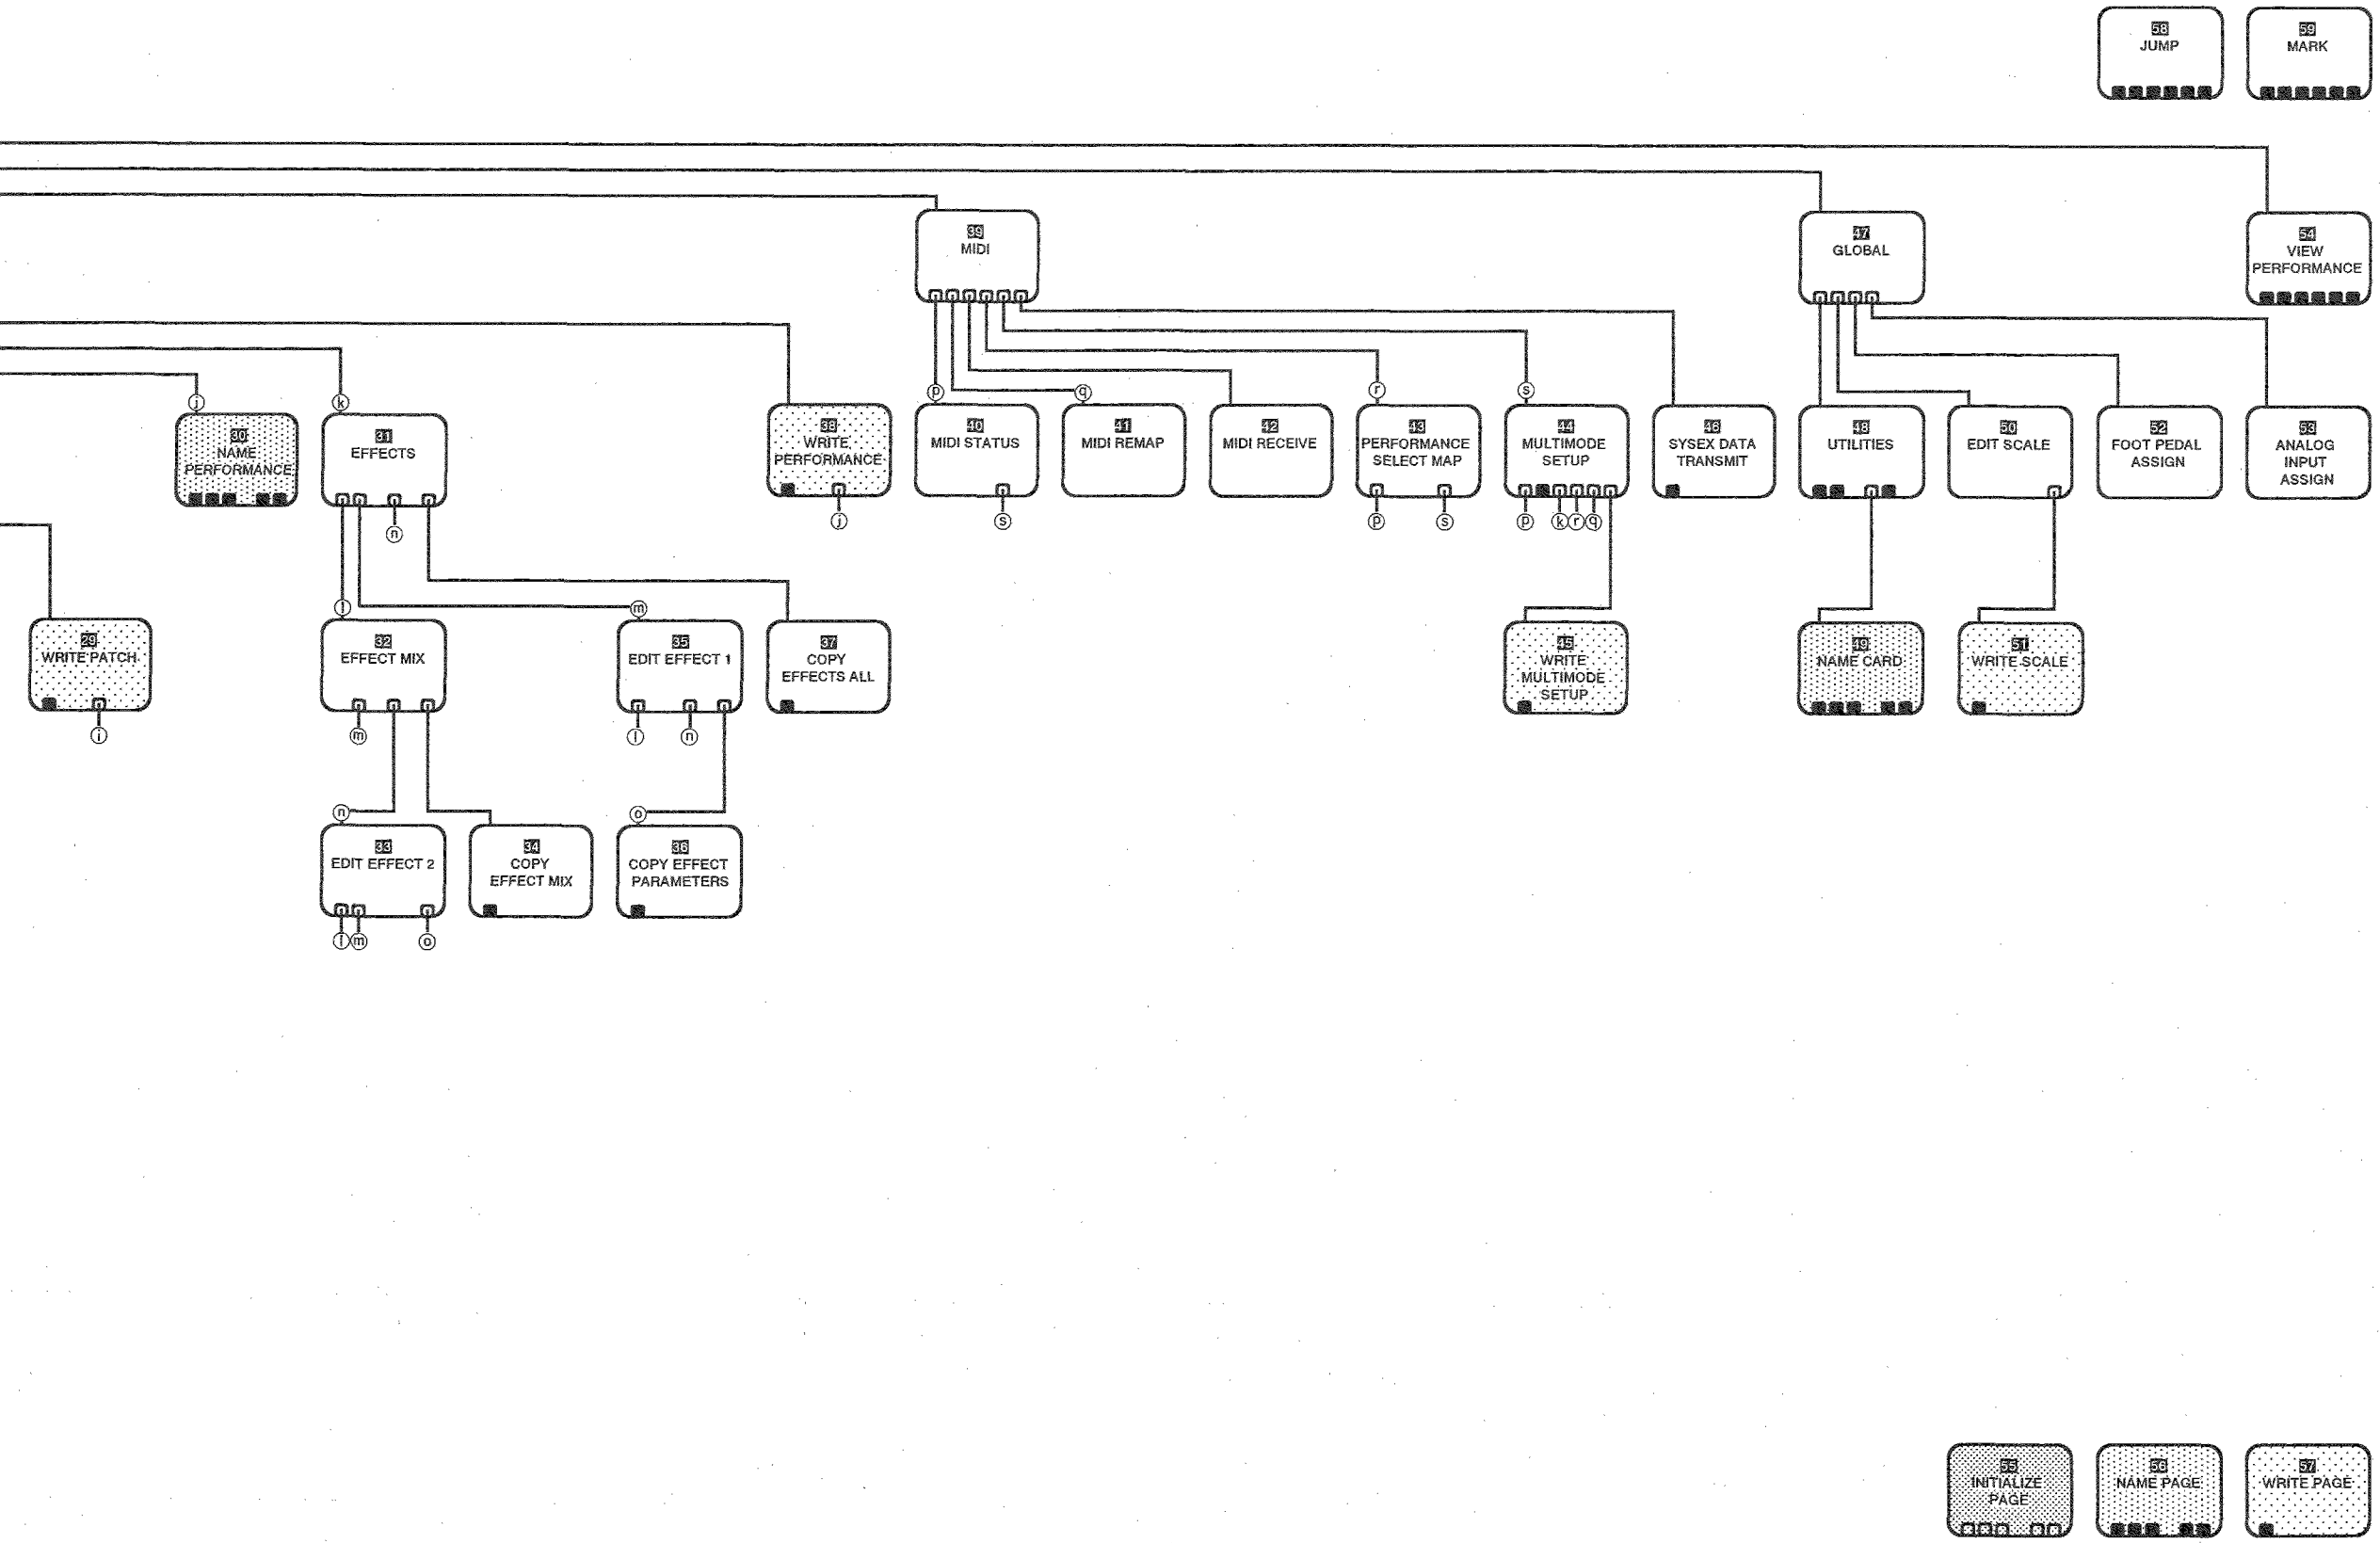 58
JUMP
59
MARK
39
MIDI
47
GLOBAL
54
VIEW
PERFORMANCE
j
k
p
q
r
s
30
NAME
PERFORMANCE
31
EFFECTS
38
WRITE
PERFORMANCE
40
MIDI STATUS
41
MIDI REMAP
42
MIDI RECEIVE
43
PERFORMANCE
SELECT MAP
44
MULTIMODE
SETUP
46
SYSEX DATA
TRANSMIT
48
UTILITIES
50
EDIT SCALE
52
FOOT PEDAL
ASSIGN
53
ANALOG
INPUT
ASSIGN
n
j
s
p
s
p
k
r
q
l
m
29
WRITE PATCH
32
EFFECT MIX
35
EDIT EFFECT 1
37
COPY
EFFECTS ALL
45
WRITE
MULTIMODE
SETUP
49
NAME CARD
51
WRITE SCALE
i
m
l
n
n
o
33
EDIT EFFECT 2
34
COPY
EFFECT MIX
36
COPY EFFECT
PARAMETERS
l
m
o
55
INITIALIZE
PAGE
56
NAME PAGE
57
WRITE PAGE